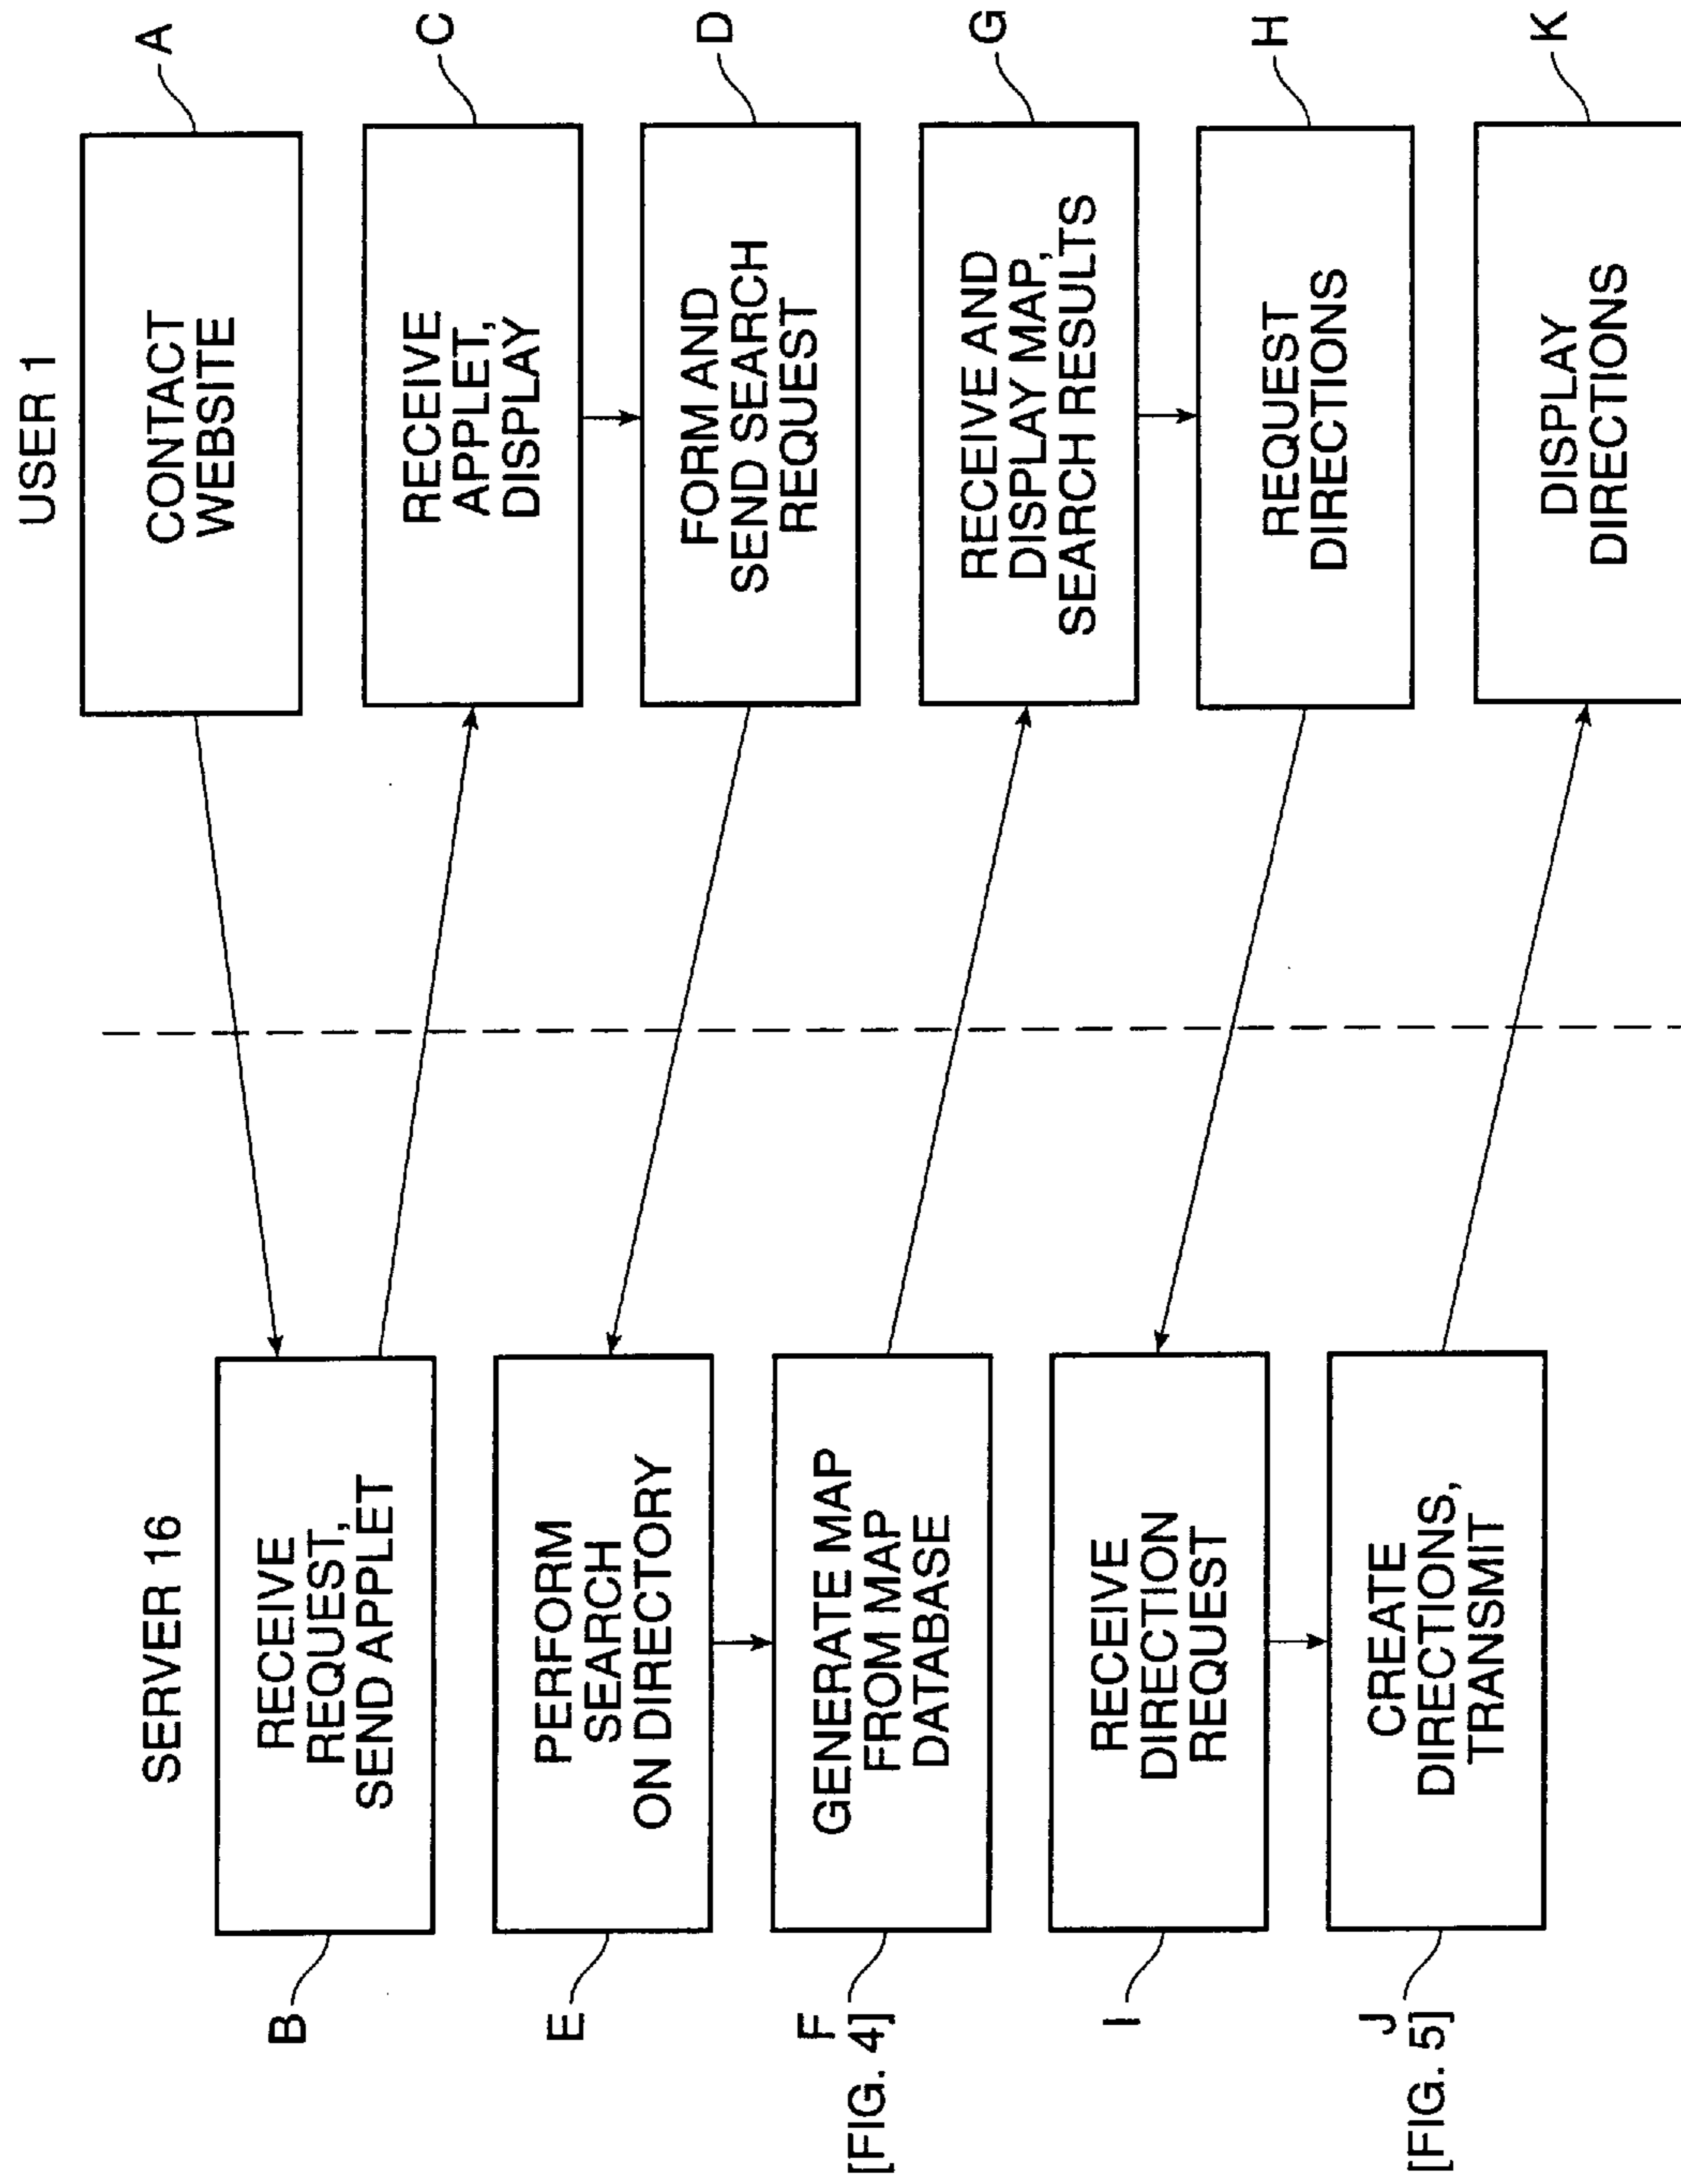 USER 1
SERVER 16
A
CONTACT
WEBSITE
B
RECEIVE
REQUEST,
SEND APPLET
C
RECEIVE
APPLET,
DISPLAY
D
FORM AND
SEND SEARCH
REQUEST
E
PERFORM
SEARCH
ON DIRECTORY
F
[FIG. 4]
GENERATE MAP
FROM MAP
DATABASE
G
RECEIVE AND
DISPLAY MAP,
SEARCH RESULTS
H
REQUEST
DIRECTIONS
I
RECEIVE
DIRECTION
REQUEST
J
[FIG. 5]
CREATE
DIRECTIONS,
TRANSMIT
K
DISPLAY
DIRECTIONS